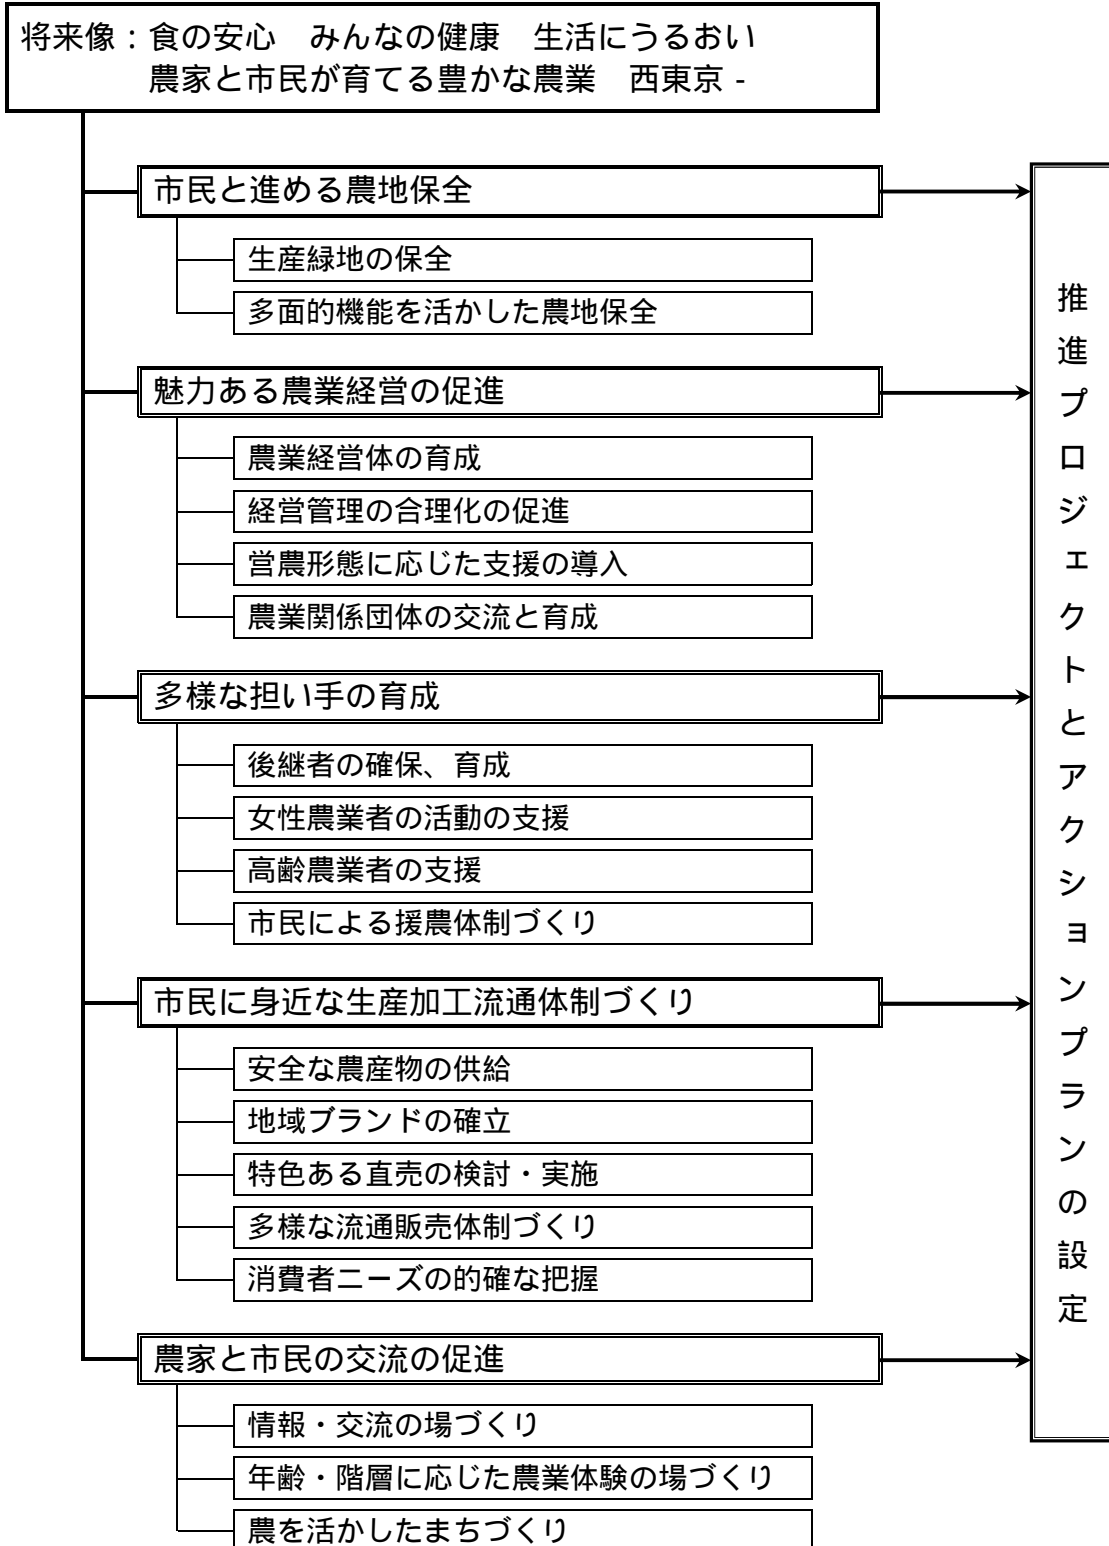 将来像：食の安心　みんなの健康　生活にうるおい
農家と市民が育てる豊かな農業　西東京 -
市民と進める農地保全
生産緑地の保全
多面的機能を活かした農地保全
魅力ある農業経営の促進
農業経営体の育成
経営管理の合理化の促進
営農形態に応じた支援の導入
農業関係団体の交流と育成
多様な担い手の育成
後継者の確保、育成
女性農業者の活動の支援
高齢農業者の支援
市民による援農体制づくり
市民に身近な生産加工流通体制づくり
安全な農産物の供給
地域ブランドの確立
特色ある直売の検討・実施
多様な流通販売体制づくり
消費者ニーズの的確な把握
農家と市民の交流の促進
情報・交流の場づくり
年齢・階層に応じた農業体験の場づくり
農を活かしたまちづくり
推進プロジェクトとアクションプランの設定